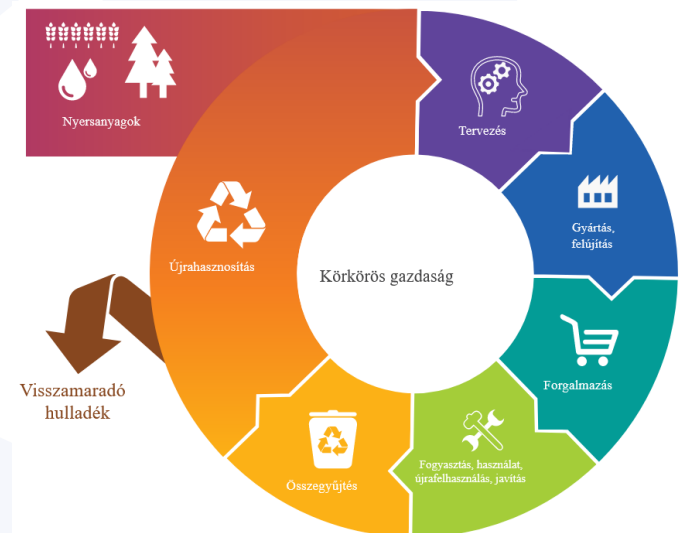 Nyersanyagok
Tervezés
Gyártás,
felújítás
Forgalmazás
Fogyasztás, használat,
újrafelhasználás, javítás
Összegyűjtés
Újrahasznosítás
Visszamaradó
hulladék
Körkörös gazdaság